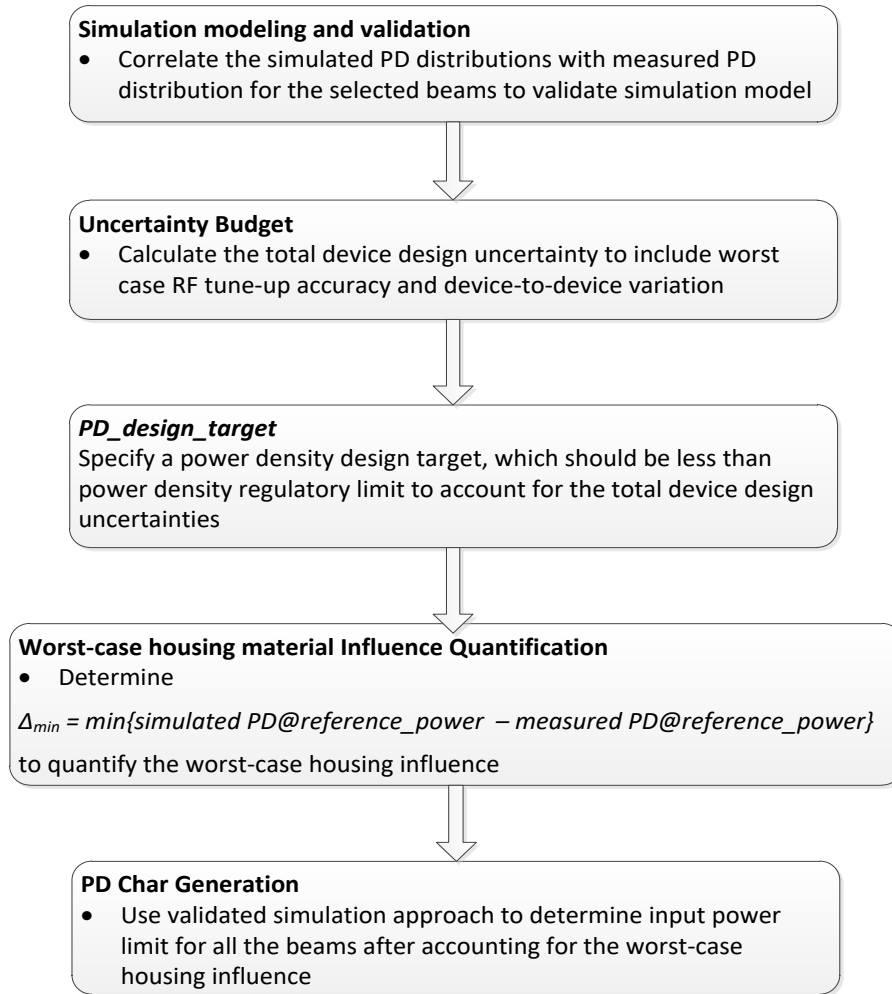 Simulation modeling and validation
• Correlate the simulated PD distributions with measured PD
distribution for the selected beams to validate simulation model
Uncertainty Budget
• Calculate the total device design uncertainty to include worst
case RF tune-up accuracy and device-to-device variation
PD_design_target
Specify a power density design target, which should be less than
power density regulatory limit to account for the total device design
uncertainties
Worst-case housing material Influence Quantification
• Determine
Δmin = min{simulated PD@reference_power – measured PD@reference_power}
to quantify the worst-case housing influence
PD Char Generation
• Use validated simulation approach to determine input power
limit for all the beams after accounting for the worst-case
housing influence